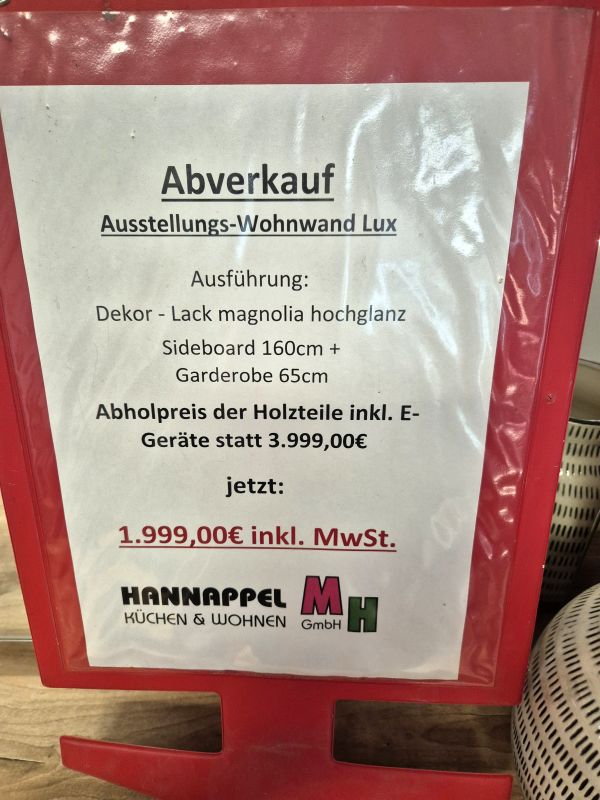 Abverkauf
Ausstellungs-Wohnwand Lux
Ausführung:
Dekor - Lack magnolia hochglanz
Sideboard 160cm +
Garderobe 65cm
Abholpreis der Holzteile inkl. E-
Geräte statt 3.999,00€
jetzt:
1.999,00€ inkl. MwSt.
HANNAPPEL MH
KÜCHEN & WOHNEN GmbH